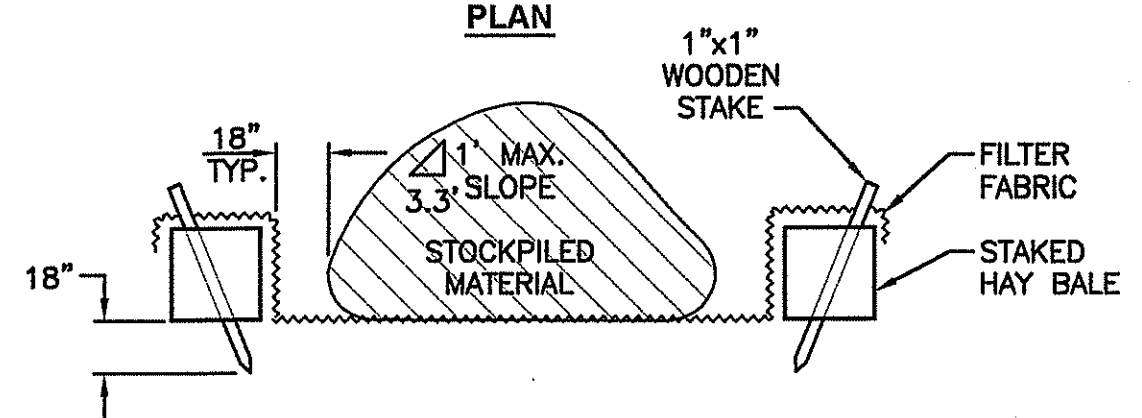 PLAN
1"x1"
WOODEN
STAKE
18"
TYP.
1' MAX.
3.3' SLOPE
FILTER
FABRIC
STOCKPILED
MATERIAL
STAKED
HAY BALE
18"